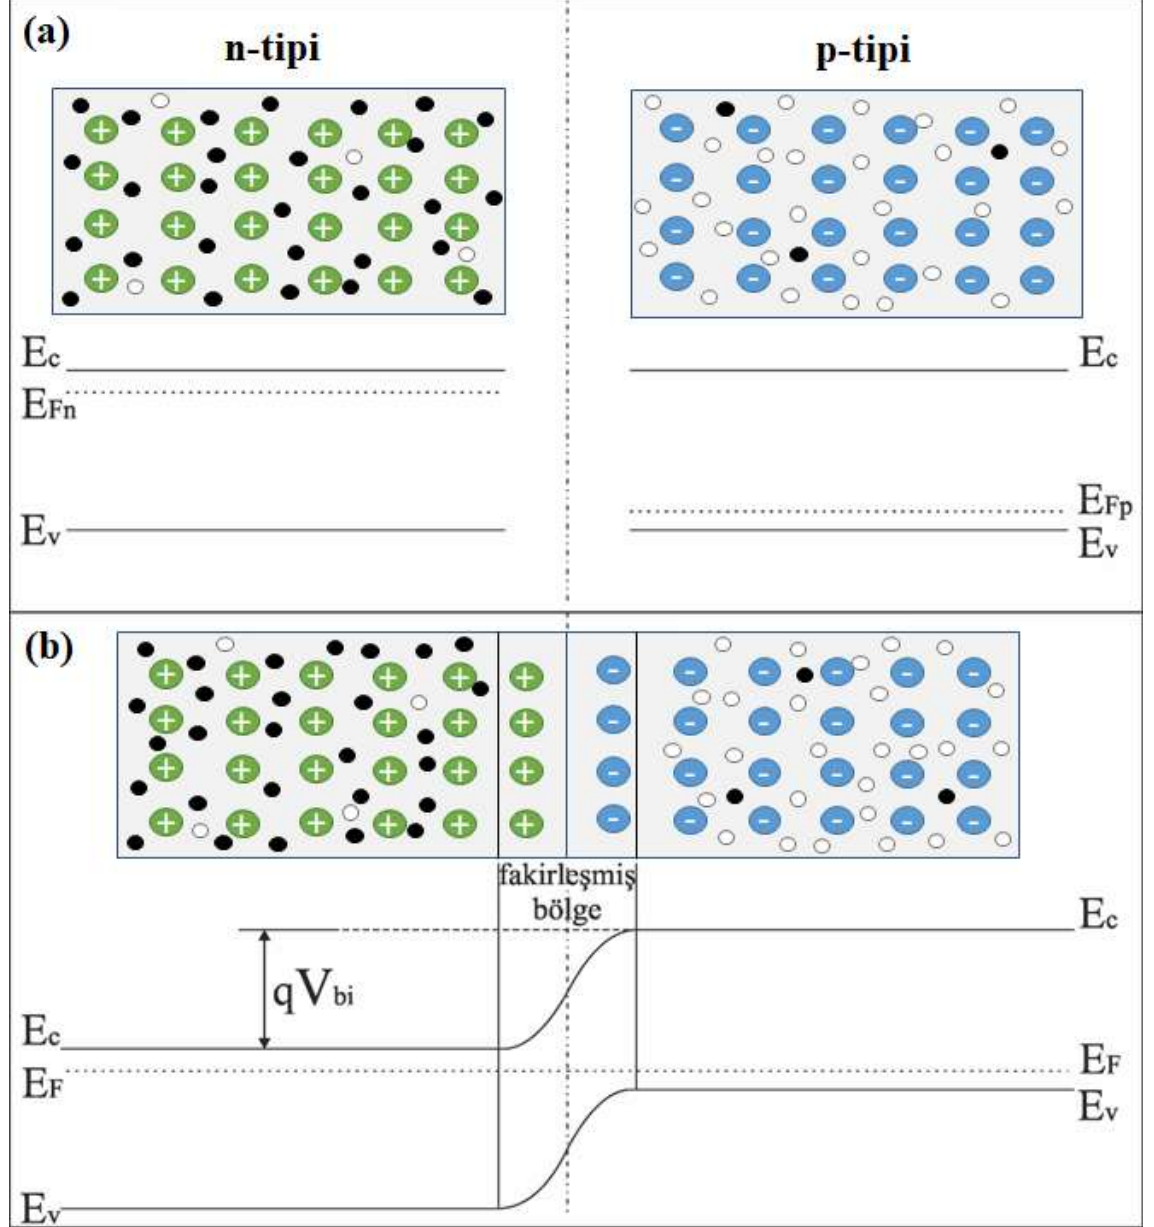 (a)
n-tipi
p-tipi
Ec
Ec
EFn
EFp
Ev
Ev
(b)
fakirleşmiş
bölge
Ec
qVbi
Ec
EF
EF
Ev
Ev